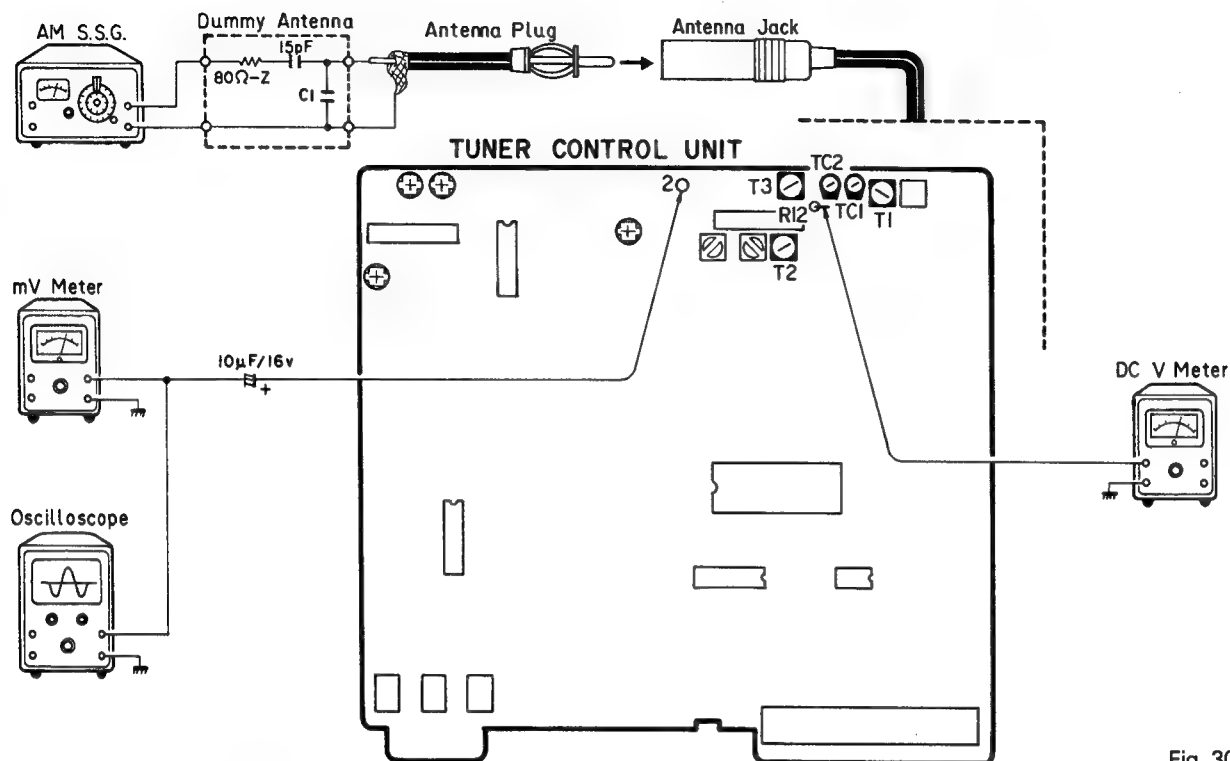 AM S.S.G.
Dummy Antenna
15pF
80Ω-Z
C1
Antenna Plug
Antenna Jack
TUNER CONTROL UNIT
2
T3
TC2
R12
TC1
T1
T2
mV Meter
10μF/16v
+
DC V Meter
Oscilloscope
Fig. 30